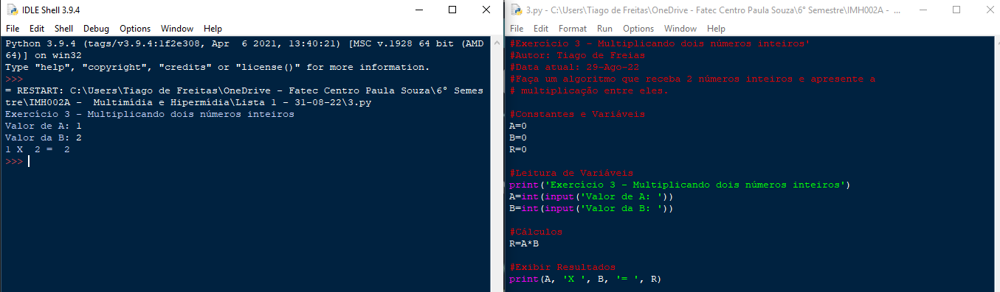 IDLE Shell 3.9.4
File Edit Shell Debug Options Window Help
Python 3.9.4 (tags/v3.9.4:1f2e308, Apr  6 2021, 13:40:21) [MSC v.1928 64 bit (AMD
64)] on win32
Type "help", "copyright", "credits" or "license()" for more information.
>>>
= RESTART: C:\Users\Tiago de Freitas\OneDrive - Fatec Centro Paula Souza\6° Semes
tre\IMH002A -  Multimídia e Hipermídia\Lista 1 - 31-08-22\3.py
Exercício 3 - Multiplicando dois números inteiros
Valor de A: 1
Valor da B: 2
1 X  2 =  2
>>>
3.py - C:\Users\Tiago de Freitas\OneDrive - Fatec Centro Paula Souza\6° Semestre\IMH002A - ...
File Edit Format Run Options Window Help
#Exercício 3 - Multiplicando dois números inteiros'
#Autor: Tiago de Freias
#Data atual: 29-Ago-22
#Faça um algoritmo que receba 2 números inteiros e apresente a
# multiplicação entre eles.
#Constantes e Variáveis
A=0
B=0
R=0
#Leitura de Variáveis
print('Exercício 3 - Multiplicando dois números inteiros')
A=int(input('Valor de A: '))
B=int(input('Valor da B: '))
#Cálculos
R=A*B
#Exibir Resultados
print(A, 'X ', B, '= ', R)